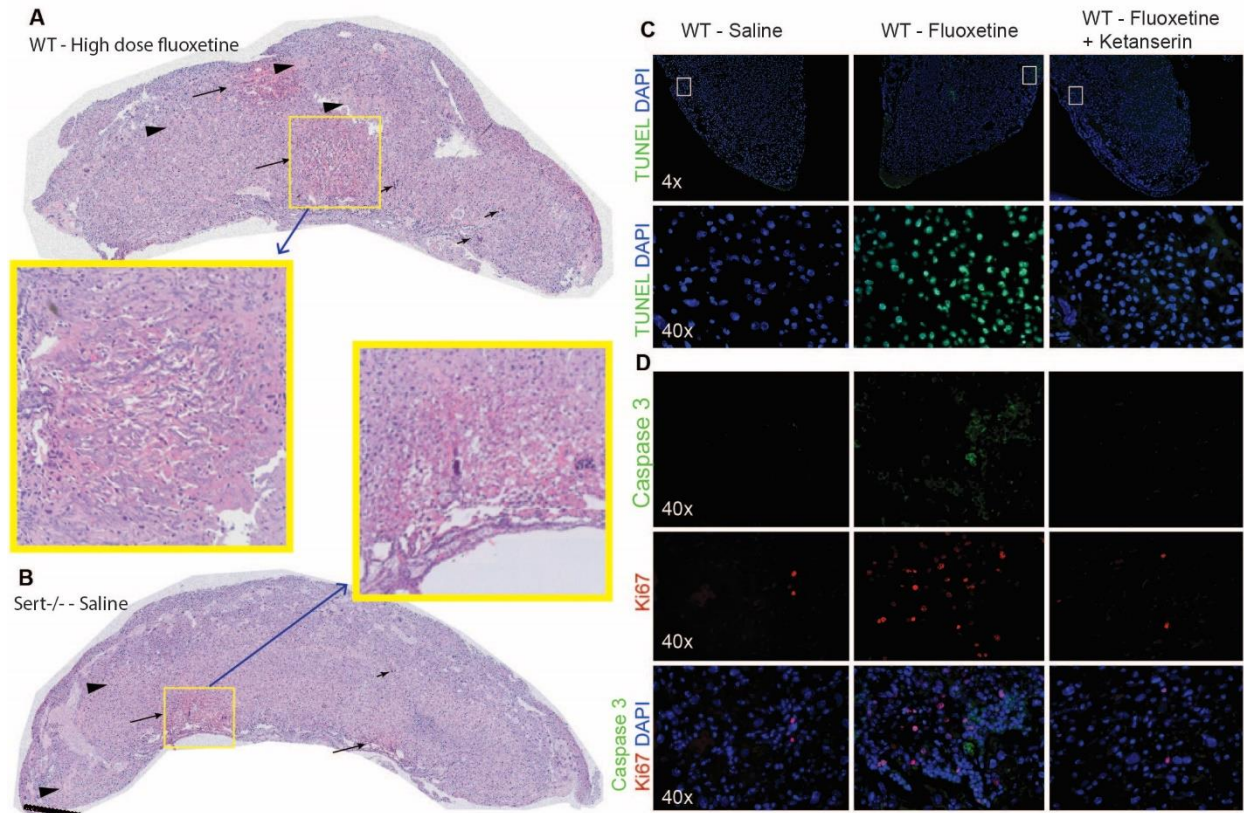 A
WT - High dose fluoxetine
B
Sert-/- - Saline
C
WT - Saline
WT - Fluoxetine
WT - Fluoxetine
+ Ketanserin
TUNEL DAPI
4x
TUNEL DAPI
40x
D
Caspase 3
40x
Ki67
40x
Caspase 3
Ki67 DAPI
40x